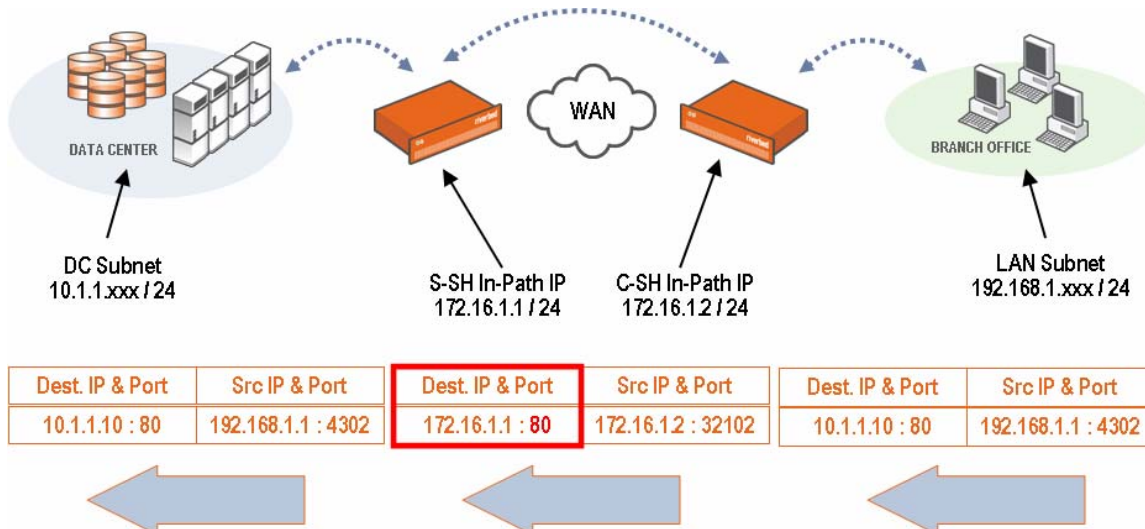 WAN
DATA CENTER
riverbed
riverbed
BRANCH OFFICE
DC Subnet
10.1.1.xxx / 24
S-SH In-Path IP
172.16.1.1 / 24
C-SH In-Path IP
172.16.1.2 / 24
LAN Subnet
192.168.1.xxx / 24
Dest. IP & Port Src IP & Port
10.1.1.10 : 80 192.168.1.1 : 4302
Dest. IP & Port Src IP & Port
172.16.1.1 : 80 172.16.1.2 : 32102
Dest. IP & Port Src IP & Port
10.1.1.10 : 80 192.168.1.1 : 4302